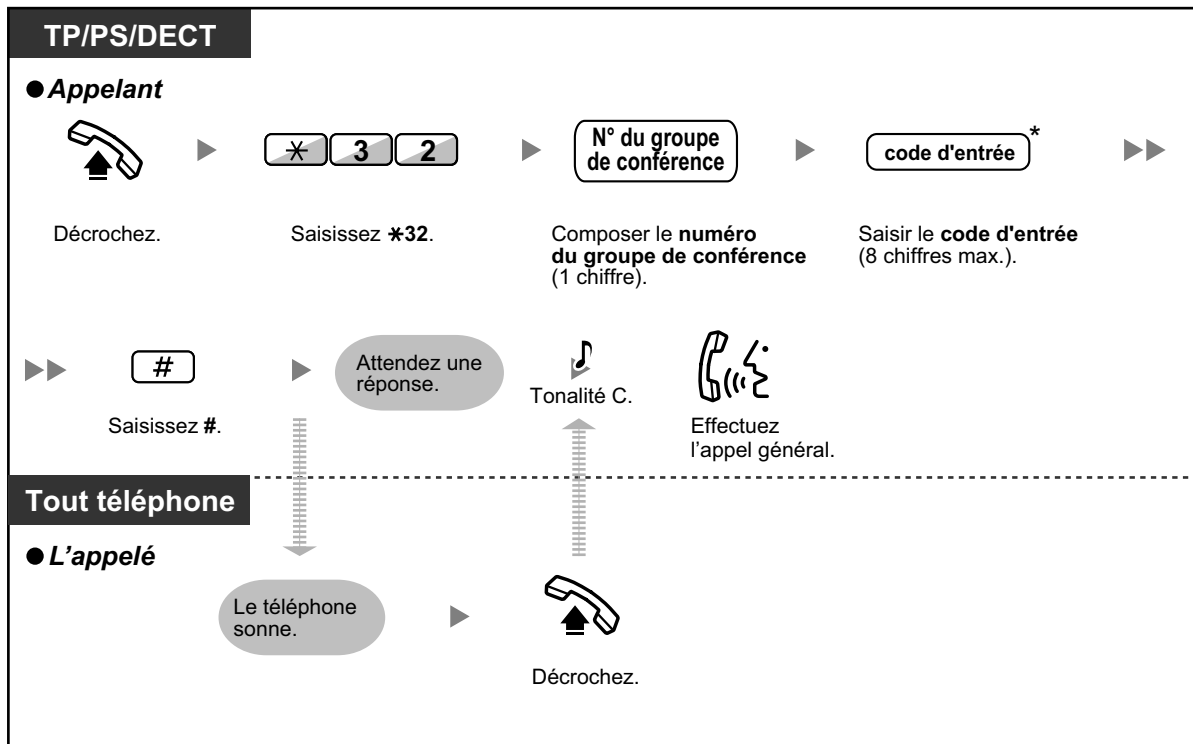 TP/PS/DECT
● Appelant
✳ 3 2
N° du groupe
de conférence
code d'entrée*
Décrochez.
Saisissez ✳32.
Composer le numéro
du groupe de conférence
(1 chiffre).
Saisir le code d'entrée
(8 chiffres max.).
#
Saisissez #.
Attendez une
réponse.
Tonalité C.
Effectuez
l’appel général.
Tout téléphone
● L’appelé
Le téléphone
sonne.
Décrochez.